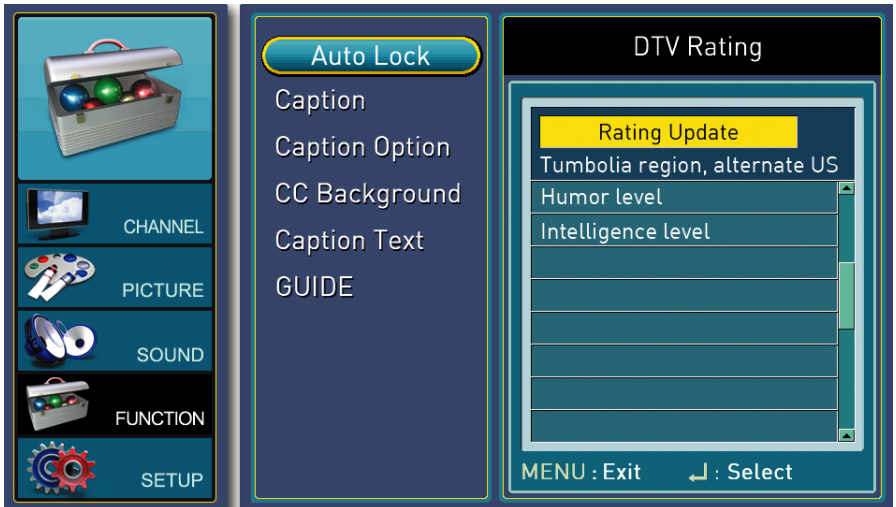 CHANNEL
PICTURE
SOUND
FUNCTION
SETUP
Auto Lock
Caption
Caption Option
CC Background
Caption Text
GUIDE
DTV Rating
Rating Update
Tumbolia region, alternate US
Humor level
Intelligence level
MENU : Exit ↵ : Select